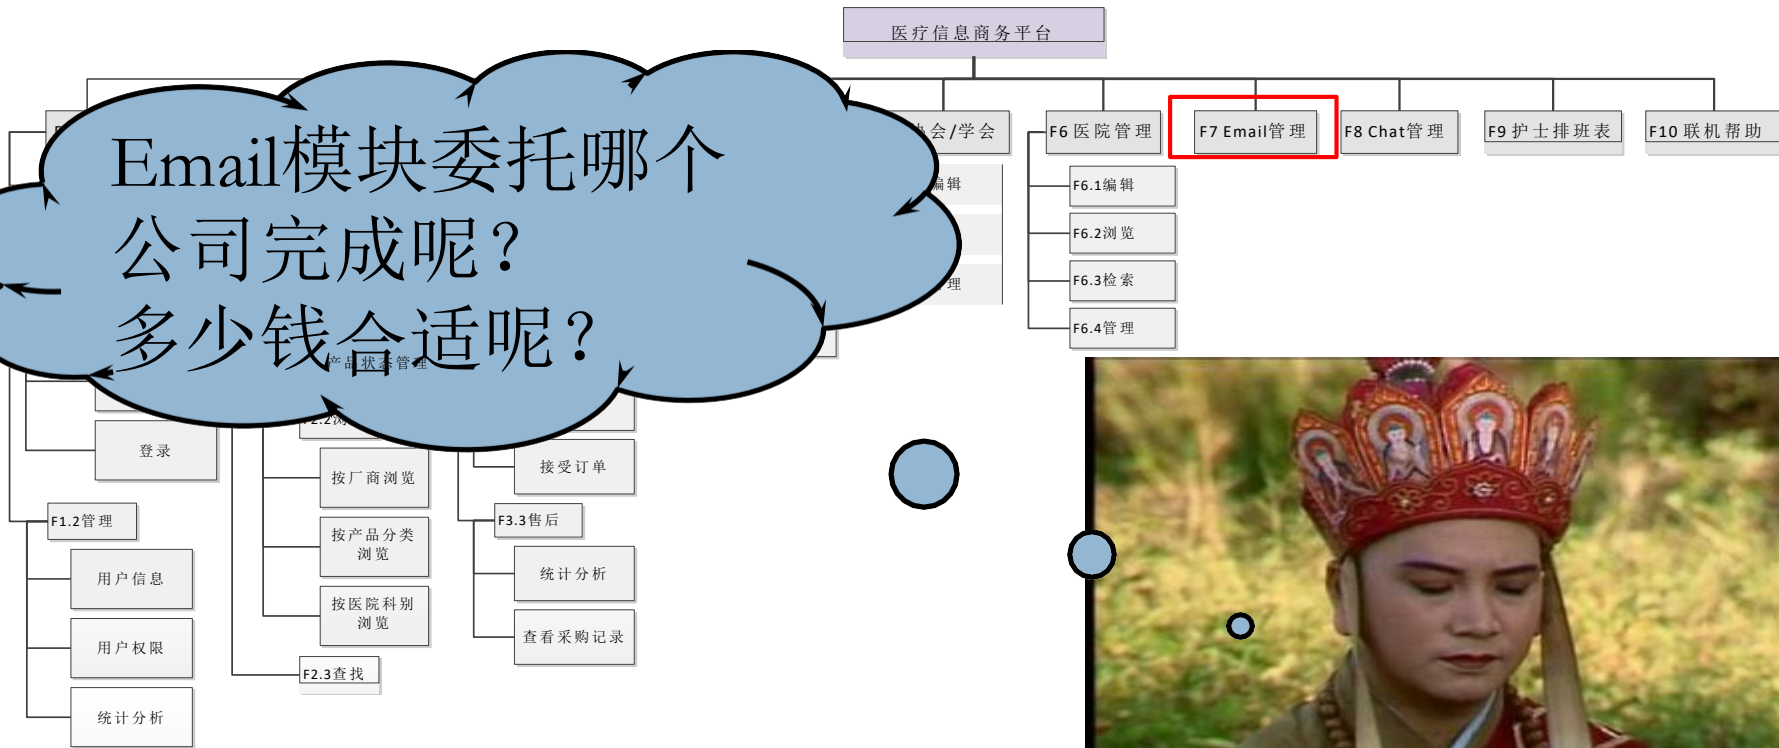 医疗信息商务平台
Email模块委托哪个
公司完成呢？
多少钱合适呢？
会/学会
F6 医院管理
F7 Email管理
F8 Chat管理
F9 护士排班表
F10 联机帮助
编辑
理
F6.1编辑
F6.2浏览
F6.3检索
F6.4管理
产品状态管理
登录
F1.2管理
用户信息
用户权限
统计分析
按厂商浏览
按产品分类
浏览
按医院科别
浏览
F2.3查找
接受订单
F3.3售后
统计分析
查看采购记录